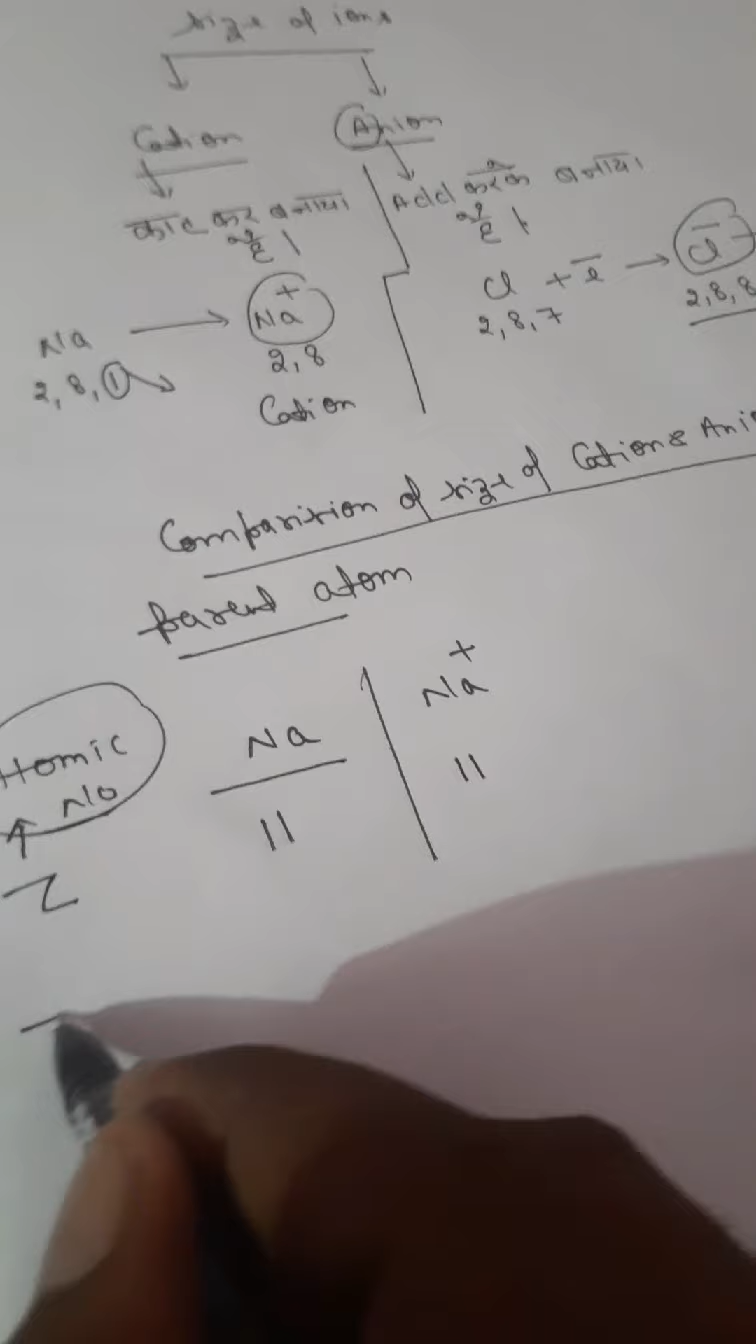 Size of ions
Cation
Anion
काट कर बनाया
है।
Add करके बनाया
है।
Na → Na+
2, 8, 1
2, 8
Cation
Cl + e- → Cl-
2, 8, 7
2, 8, 8
Comparition of size of Cation & Ani
parent atom
Atomic
No
Z
Na
11
Na+
11